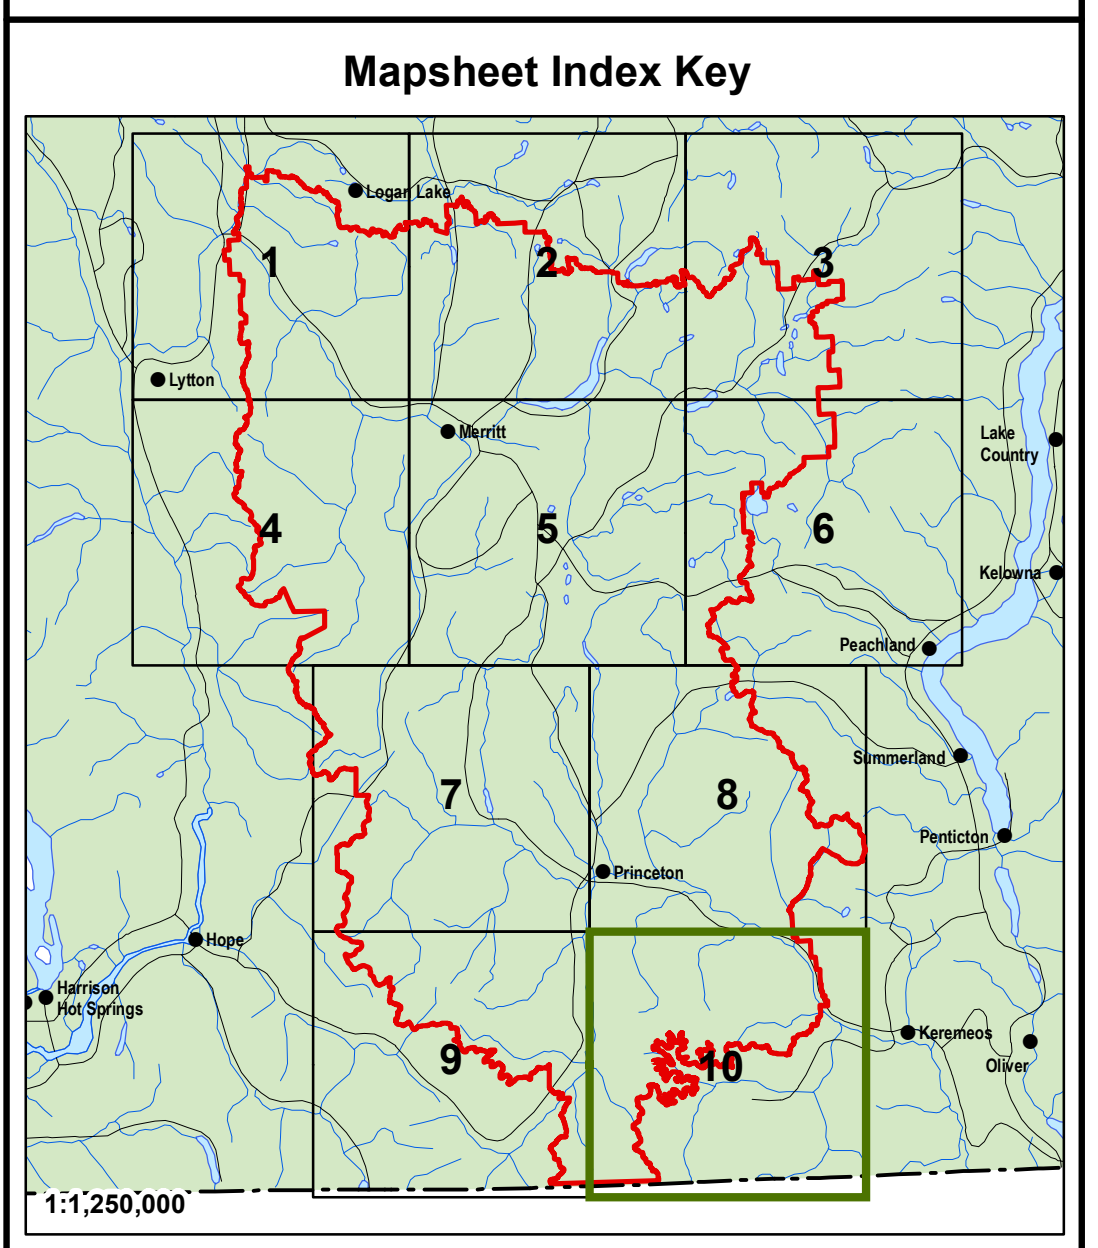 Mapsheet Index Key
Logan Lake
1
2
3
Lytton
Merritt
Lake
Country
4
5
6
Kelowna
Peachland
Summerland
7
8
Penticton
Princeton
Hope
Harrison
Hot Springs
Keremeos
9
10
Oliver
1:1,250,000